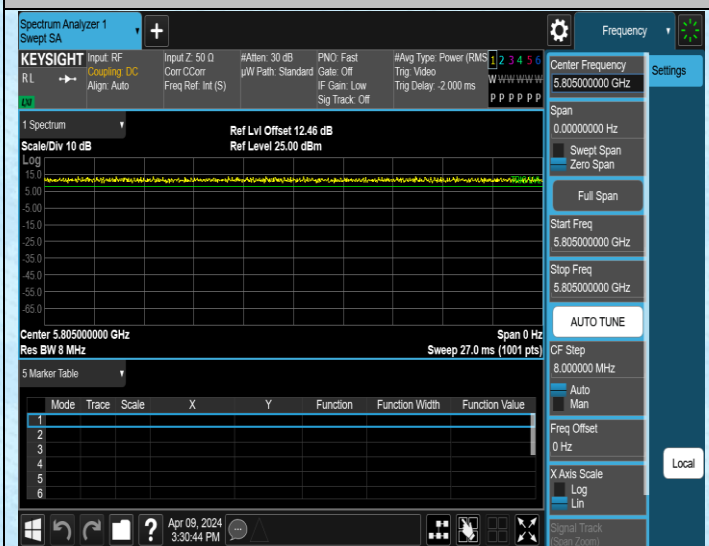 Spectrum Analyzer 1
Swept SA
Frequency
KEYSIGHT
RL
LXI
Input: RF
Coupling: DC
Align: Auto
Input Z: 50 Ω
Corr CCorr
Freq Ref: Int (S)
#Atten: 30 dB
µW Path: Standard
PNO: Fast
Gate: Off
IF Gain: Low
Sig Track: Off
#Avg Type: Power (RMS
Trig: Video
Trig Delay: -2.000 ms
1 2 3 4 5 6
W W W W W W
P P P P P P
1 Spectrum
Scale/Div 10 dB
Ref Lvl Offset 12.46 dB
Ref Level 25.00 dBm
Log
15.0
5.00
-5.00
-15.0
-25.0
-35.0
-45.0
-55.0
-65.0
Center 5.805000000 GHz
Span 0 Hz
Res BW 8 MHz
Sweep 27.0 ms (1001 pts)
5 Marker Table
Mode Trace Scale X Y Function Function Width Function Value
1
2
3
4
5
6
Apr 09, 2024
3:30:44 PM
Center Frequency
5.805000000 GHz
Settings
Span
0.00000000 Hz
Swept Span
Zero Span
Full Span
Start Freq
5.805000000 GHz
Stop Freq
5.805000000 GHz
AUTO TUNE
CF Step
8.000000 MHz
Auto
Man
Freq Offset
0 Hz
Local
X Axis Scale
Log
Lin
Signal Track
(Span Zoom)